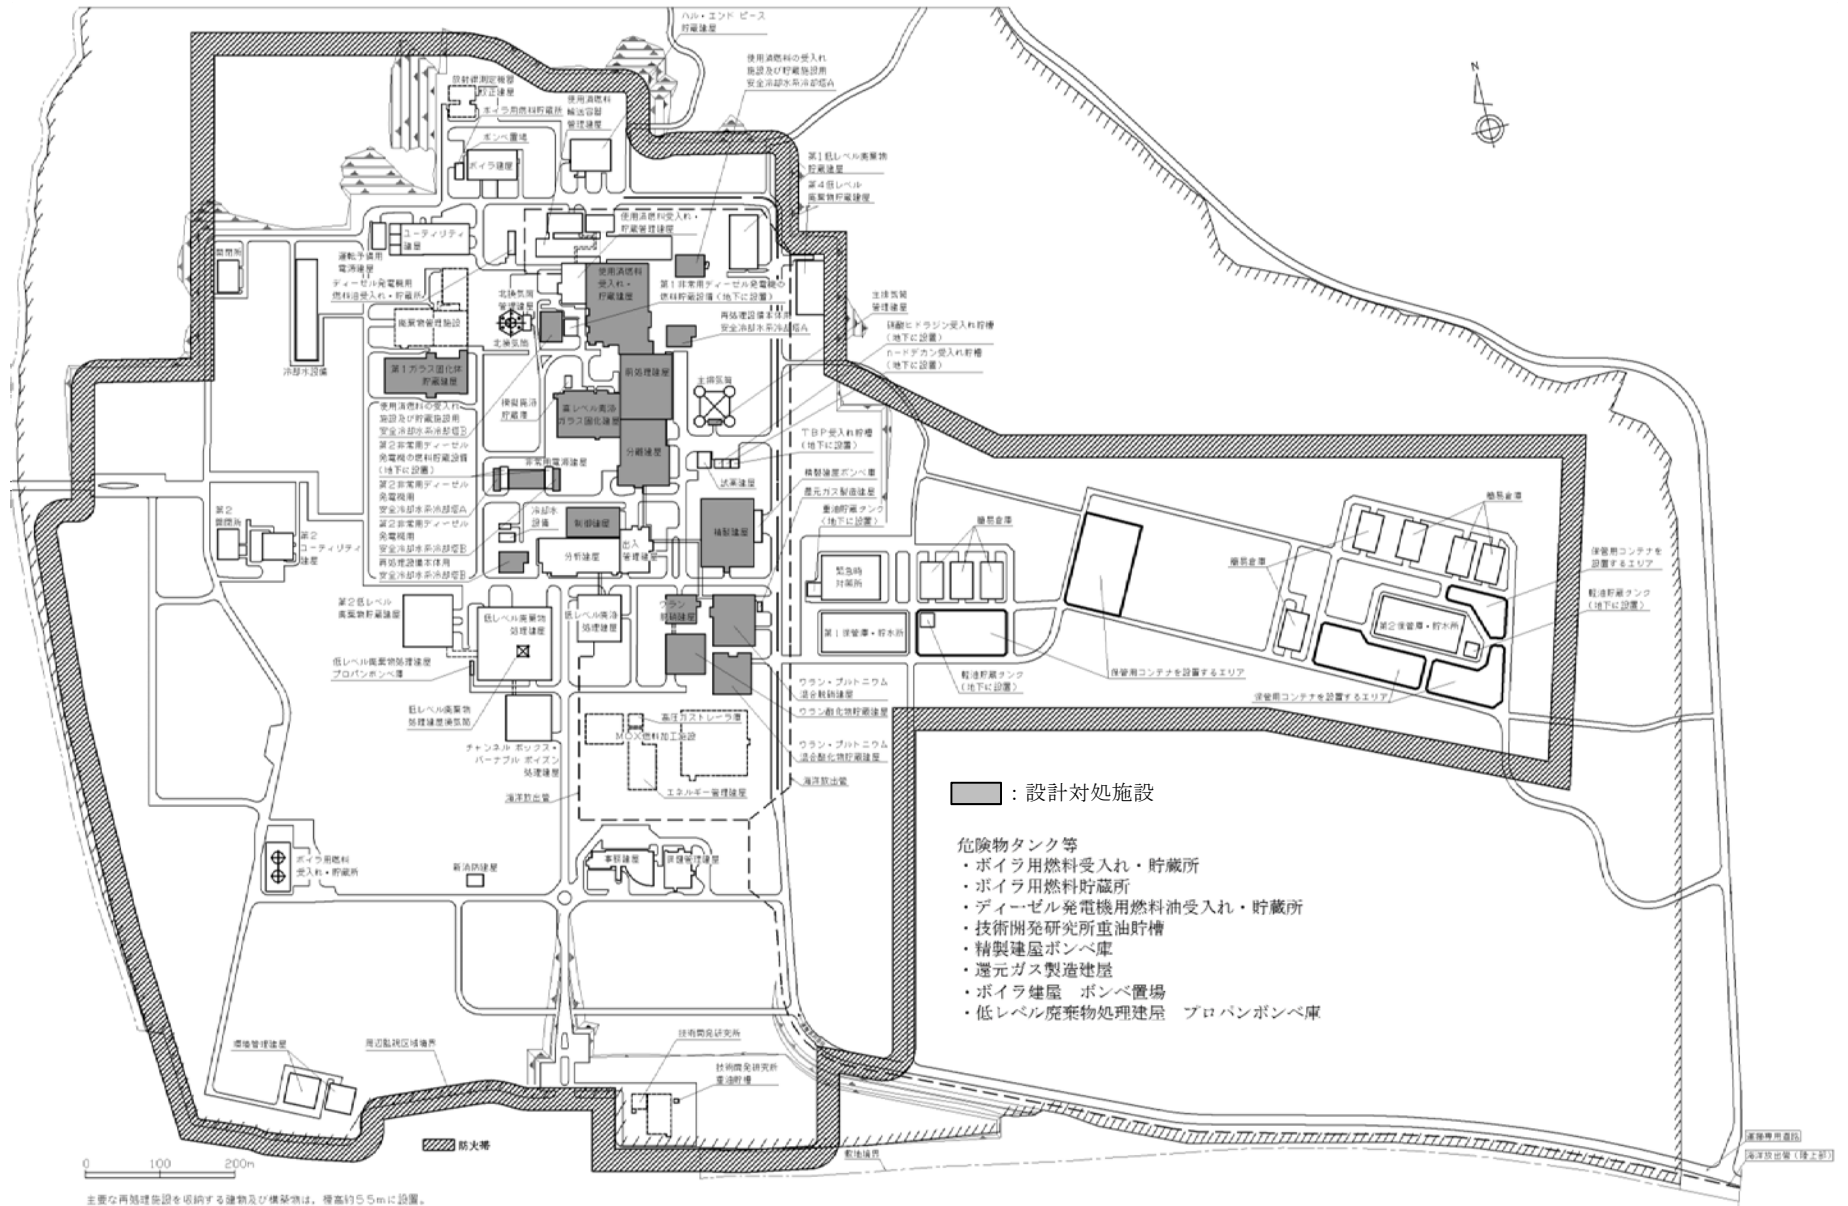 ハル・エンド ピース
貯蔵建屋
使用済燃料の受入れ
施設及び貯蔵施設用
安全冷却水系冷却塔A
放射線測定機器
校正建屋
ボイラ用燃料貯蔵所
使用済燃料
輸送容器
管理建屋
ボンベ置場
ボイラ建屋
N
第1低レベル廃棄物
貯蔵建屋
第4低レベル
廃棄物貯蔵建屋
使用済燃料受入れ・
貯蔵管理建屋
ユーティリティ
建屋
開閉所
運転予備用
電源建屋
ディーゼル発電機用
燃料油受入れ・貯蔵所
使用済燃料
受入れ・
貯蔵建屋
第1非常用ディーゼル発電機の
燃料貯蔵設備(地下に設置)
北換気筒
管理建屋
北換気筒
再処理設備本体用
安全冷却水系冷却塔A
主排気筒
管理建屋
硝酸ヒドラジン受入れ貯槽
(地下に設置)
n-ドデカン受入れ貯槽
(地下に設置)
廃棄物管理施設
冷却水設備
第1ガラス固化体
貯蔵建屋
前処理建屋
主排気筒
模擬廃液
貯蔵庫
高レベル廃液
ガラス固化建屋
使用済燃料の受入れ
施設及び貯蔵施設用
安全冷却水系冷却塔B
第2非常用ディーゼル
発電機の燃料貯蔵設備
(地下に設置)
第2非常用ディーゼル
発電機用
安全冷却水系冷却塔A
第2非常用ディーゼル
発電機用
安全冷却水系冷却塔B
再処理設備本体用
安全冷却水系冷却塔B
非常用電源建屋
分離建屋
TBP受入れ貯槽
(地下に設置)
試薬建屋
精製建屋ボンベ庫
還元ガス製造建屋
重油貯蔵タンク
(地下に設置)
冷却水
設備
制御建屋
精製建屋
分析建屋
出入
管理建屋
第2
開閉所
第2
ユーティリティ
建屋
簡易倉庫
簡易倉庫
簡易倉庫
保管用コンテナを
設置するエリア
軽油貯蔵タンク
(地下に設置)
緊急時
対策所
第1保管庫・貯水所
第2保管庫・貯水所
第2低レベル
廃棄物貯蔵建屋
低レベル廃棄物
処理建屋
低レベル廃液
処理建屋
ウラン
脱硝建屋
低レベル廃棄物処理建屋
プロパンボンベ庫
軽油貯蔵タンク
(地下に設置)
保管用コンテナを設置するエリア
保管用コンテナを設置するエリア
ウラン・プルトニウム
混合脱硝建屋
ウラン酸化物貯蔵建屋
低レベル廃棄物
処理建屋換気筒
高圧ガストレーラ庫
MOX燃料加工施設
チャンネル ボックス・
バーナブル ポイズン
処理建屋
ウラン・プルトニウム
混合酸化物貯蔵建屋
海洋放出管
海洋放出管
エネルギー管理建屋
:設計対処施設
危険物タンク等
・ボイラ用燃料受入れ・貯蔵所
・ボイラ用燃料貯蔵所
・ディーゼル発電機用燃料油受入れ・貯蔵所
・技術開発研究所重油貯槽
・精製建屋ボンベ庫
・還元ガス製造建屋
・ボイラ建屋 ボンベ置場
・低レベル廃棄物処理建屋 プロパンボンベ庫
ボイラ用燃料
受入れ・貯蔵所
新消防建屋
事務建屋
保健管理建屋
環境管理建屋
周辺監視区域境界
技術開発研究所
技術開発研究所
重油貯槽
防火帯
敷地境界
運搬専用道路
海洋放出管(陸上部)
0 100 200m
主要な再処理施設を収納する建物及び構築物は、標高約55mに設置。